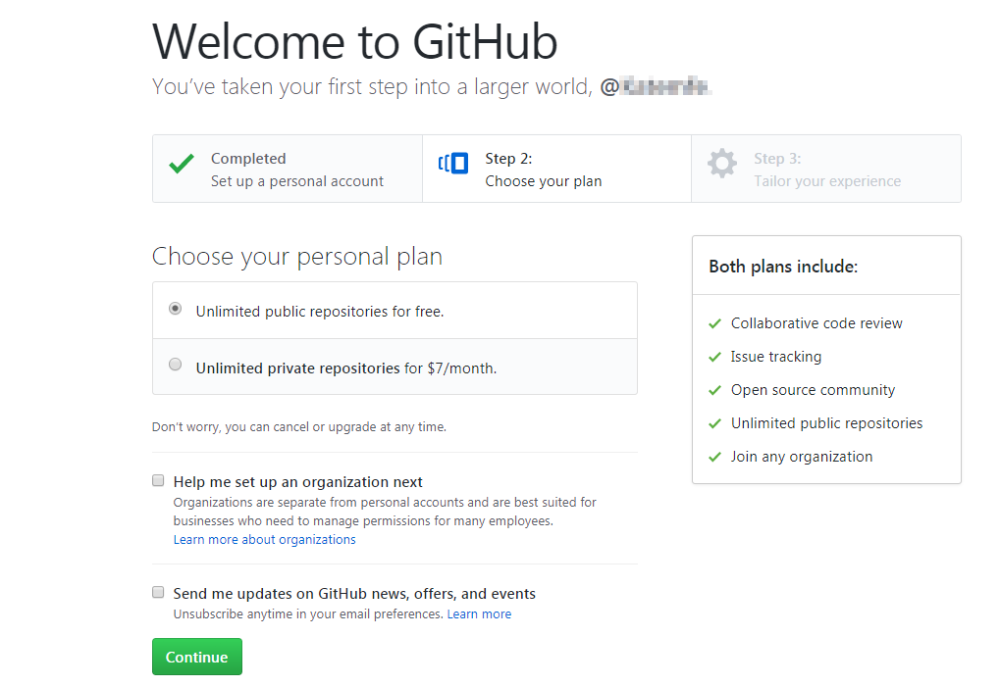 Welcome to GitHub
You've taken your first step into a larger world, @
Completed
Set up a personal account
Step 2:
Choose your plan
Step 3:
Tailor your experience
Choose your personal plan
Unlimited public repositories for free.
Unlimited private repositories for $7/month.
Don't worry, you can cancel or upgrade at any time.
Help me set up an organization next
Organizations are separate from personal accounts and are best suited for
businesses who need to manage permissions for many employees.
Learn more about organizations
Send me updates on GitHub news, offers, and events
Unsubscribe anytime in your email preferences. Learn more
Continue
Both plans include:
Collaborative code review
Issue tracking
Open source community
Unlimited public repositories
Join any organization